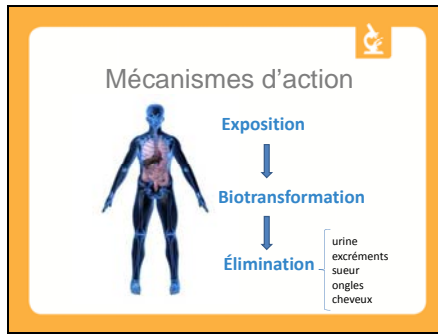 Mécanismes d'action
Exposition
Biotransformation
Élimination
urine
excréments
sueur
ongles
cheveux